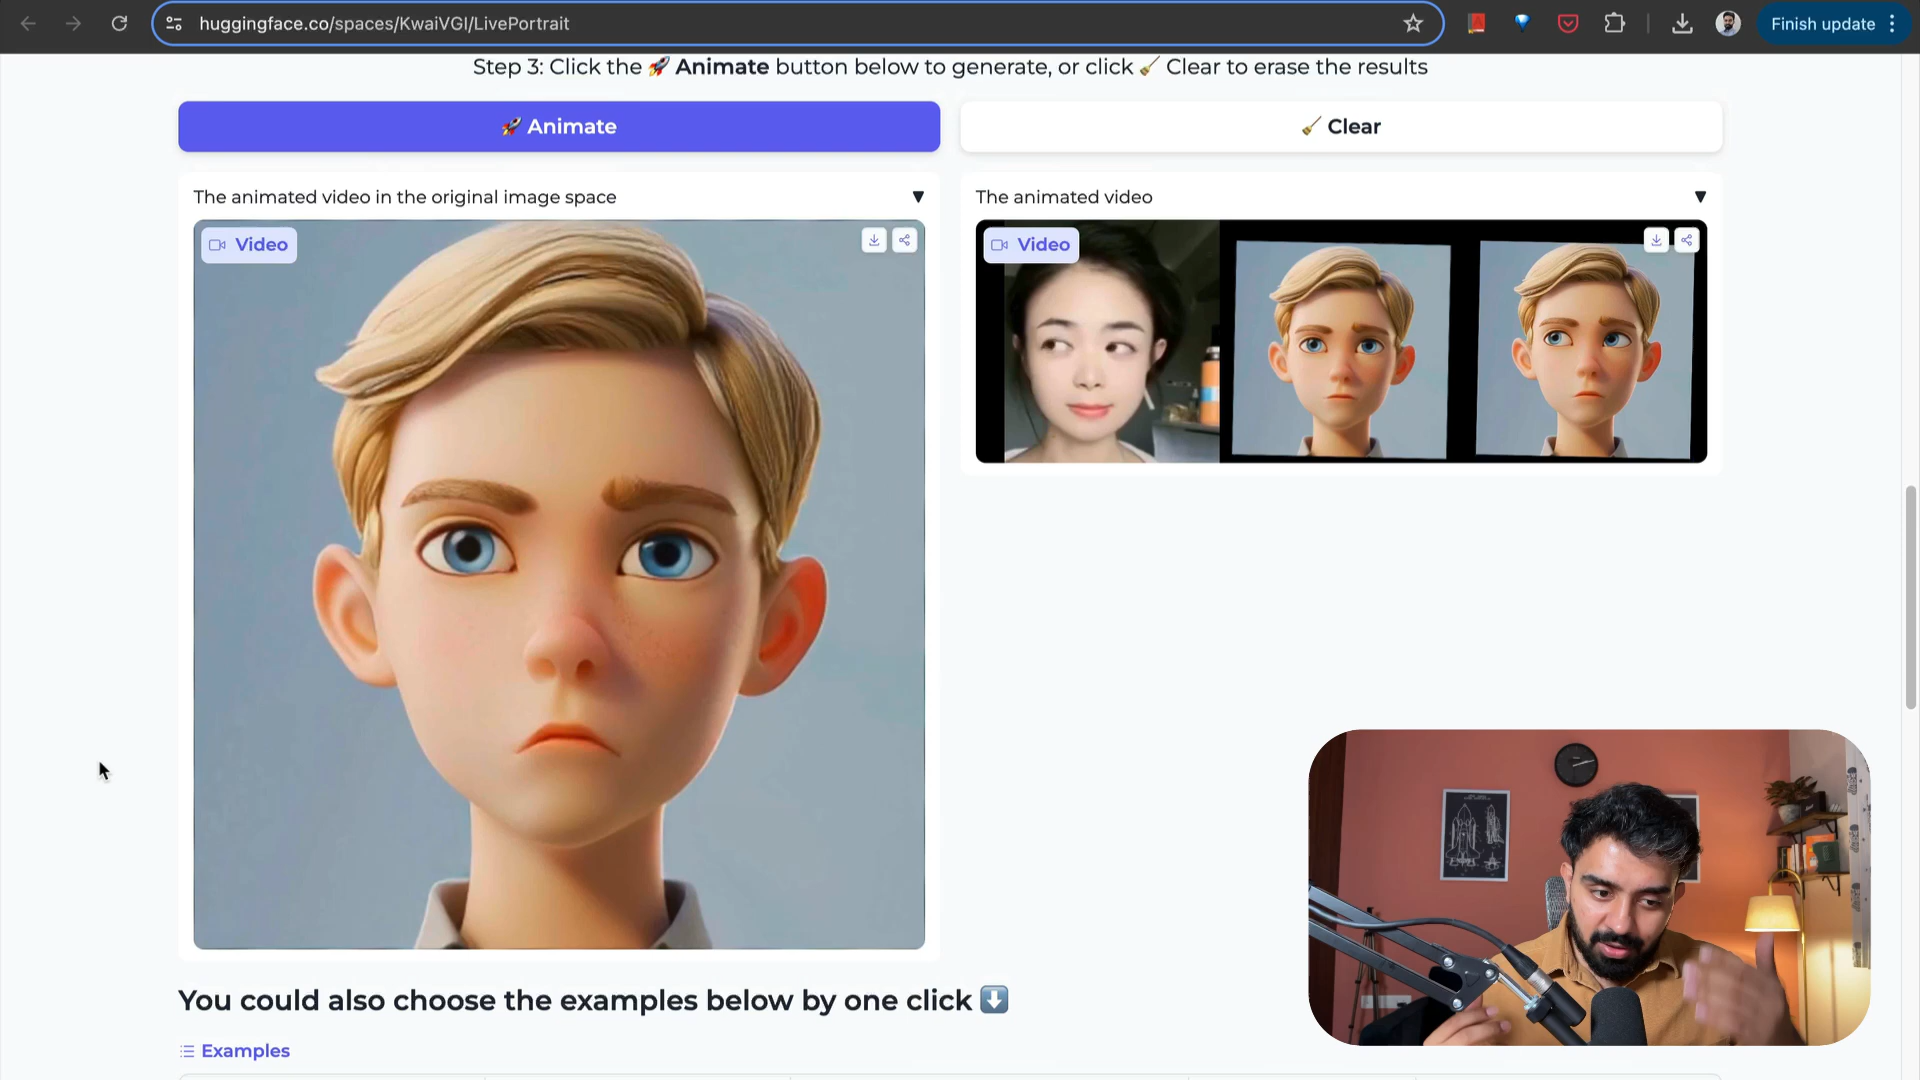 huggingface.co/spaces/KwaiVGI/LivePortrait
Finish update
Step 3: Click the 🚀 Animate button below to generate, or click 🧹 Clear to erase the results
🚀 Animate
🧹 Clear
The animated video in the original image space
The animated video
Video
Video
You could also choose the examples below by one click ⬇️
Examples